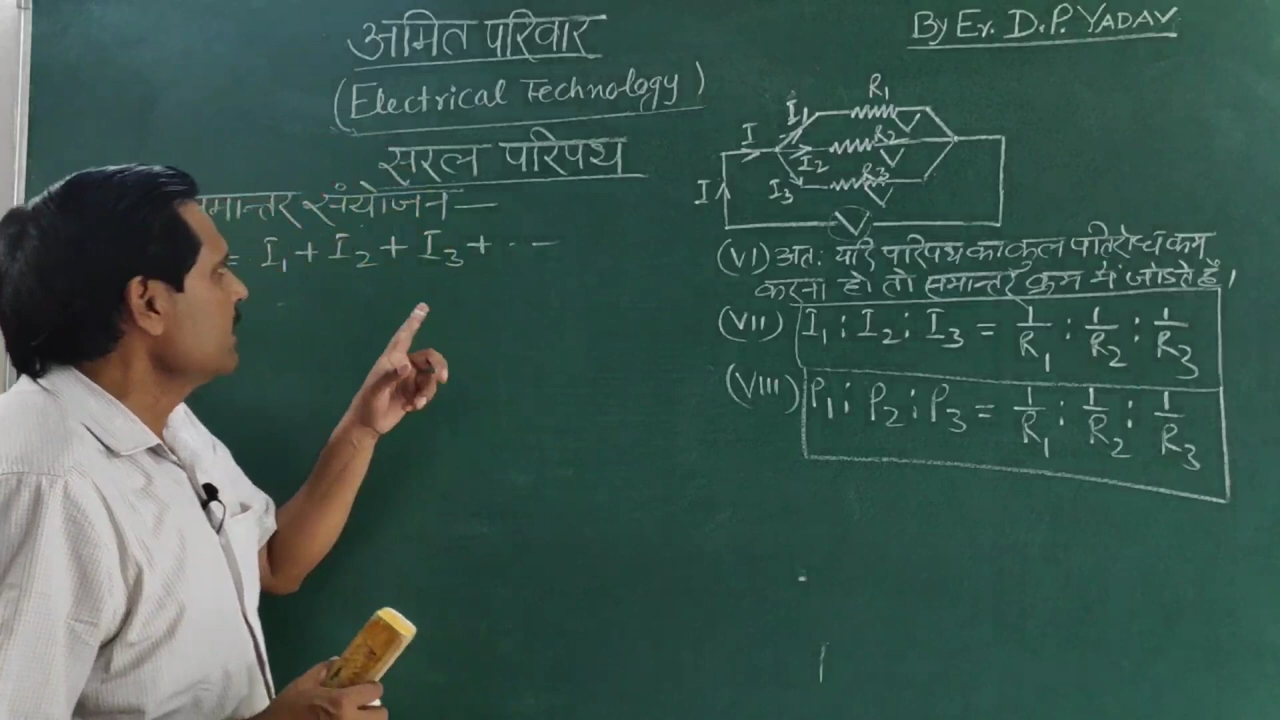 अमित परिवार
(Electrical Technology)
By Er. D.P. YADAV
सरल परिपथ
समान्तर संयोजन —
= I₁ + I₂ + I₃ + ---
I
I
I₁
I₂
I₃
R₁
R₂
R₃
V
V
V
V
(VI) अतः यदि परिपथ का कुल प्रतिरोध कम
करना हो तो समान्तर क्रम में जोडते हैं।
(VII) I₁ : I₂ : I₃ = 1/R₁ : 1/R₂ : 1/R₃
(VIII) P₁ : P₂ : P₃ = 1/R₁ : 1/R₂ : 1/R₃